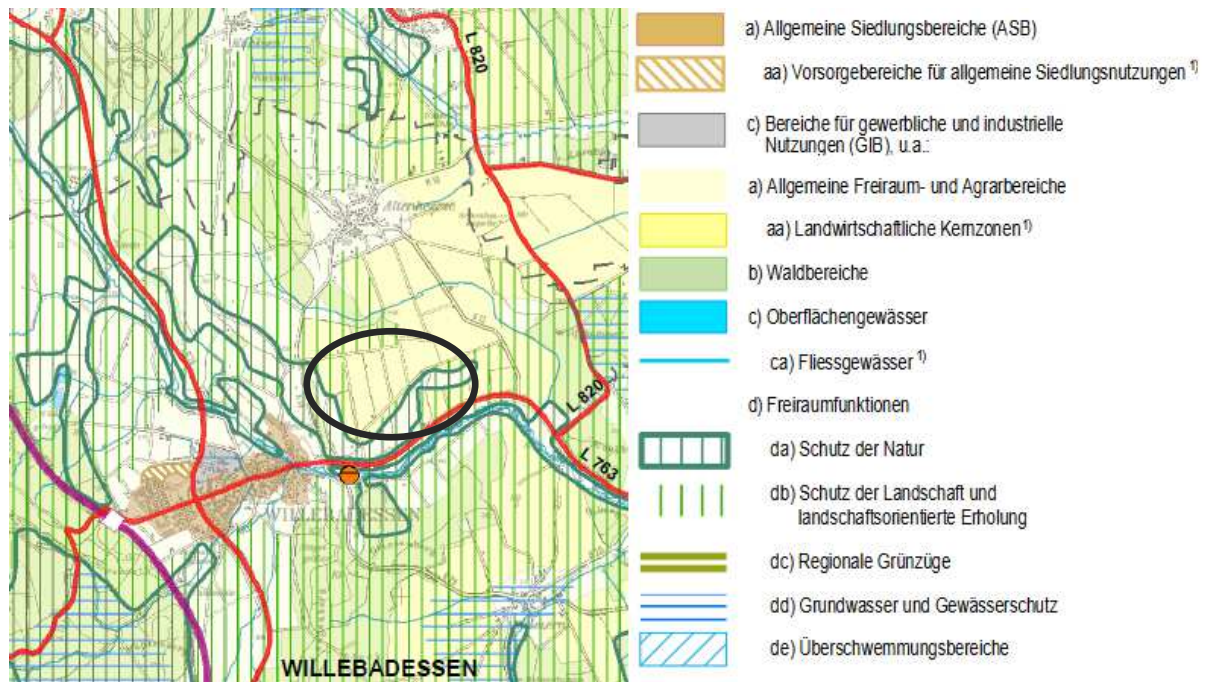 L 820
Altenheerse
L 820
L 763
WILLEBADESSEN
WILLEBADESSEN
a) Allgemeine Siedlungsbereiche (ASB)
aa) Vorsorgebereiche für allgemeine Siedlungsnutzungen 1)
c) Bereiche für gewerbliche und industrielle
Nutzungen (GIB), u.a.:
a) Allgemeine Freiraum- und Agrarbereiche
aa) Landwirtschaftliche Kernzonen 1)
b) Waldbereiche
c) Oberflächengewässer
ca) Fliessgewässer 1)
d) Freiraumfunktionen
da) Schutz der Natur
db) Schutz der Landschaft und
landschaftsorientierte Erholung
dc) Regionale Grünzüge
dd) Grundwasser und Gewässerschutz
de) Überschwemmungsbereiche